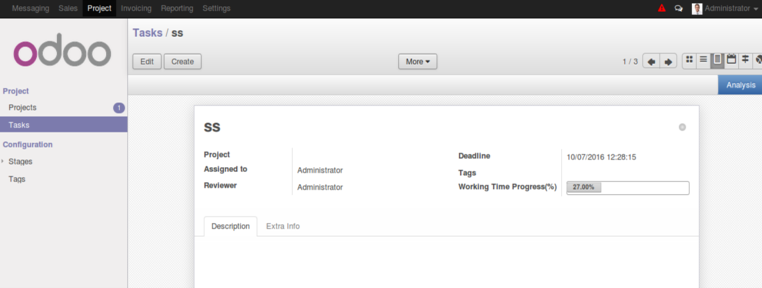 Messaging Sales Project Invoicing Reporting Settings Administrator
odoo
Tasks / ss
Edit Create More 1 / 3
Project
Projects 1
Tasks
Configuration
Stages
Tags
Analysis
ss
Project
Assigned to Administrator
Reviewer Administrator
Deadline 10/07/2016 12:28:15
Tags
Working Time Progress(%) 27.00%
Description Extra Info